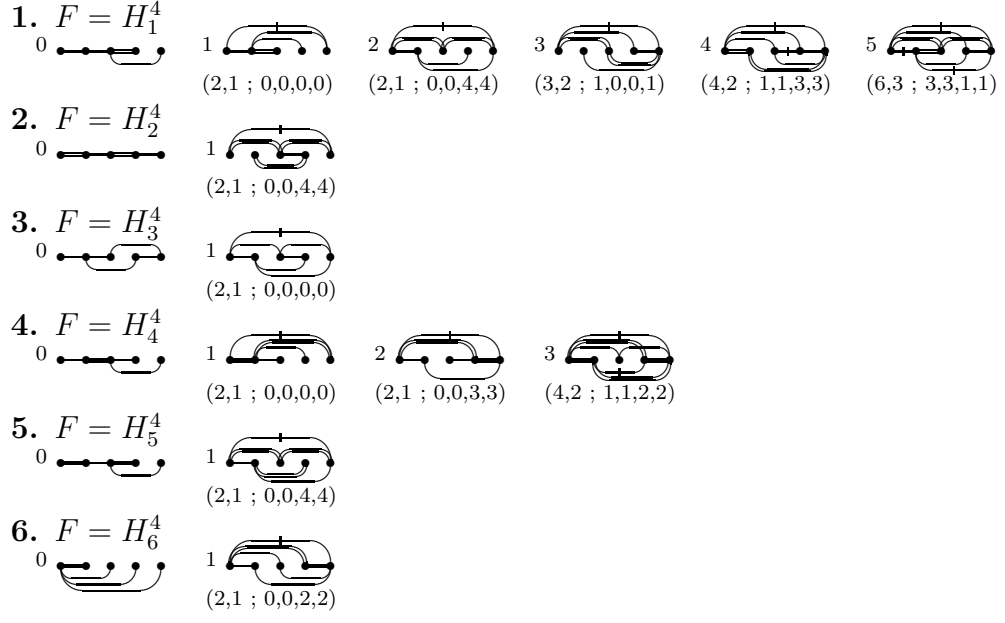 1. F = H_1^4
0 1 2 3 4 5
(2,1 ; 0,0,0,0) (2,1 ; 0,0,4,4) (3,2 ; 1,0,0,1) (4,2 ; 1,1,3,3) (6,3 ; 3,3,1,1)
2. F = H_2^4
0 1
(2,1 ; 0,0,4,4)
3. F = H_3^4
0 1
(2,1 ; 0,0,0,0)
4. F = H_4^4
0 1 2 3
(2,1 ; 0,0,0,0) (2,1 ; 0,0,3,3) (4,2 ; 1,1,2,2)
5. F = H_5^4
0 1
(2,1 ; 0,0,4,4)
6. F = H_6^4
0 1
(2,1 ; 0,0,2,2)